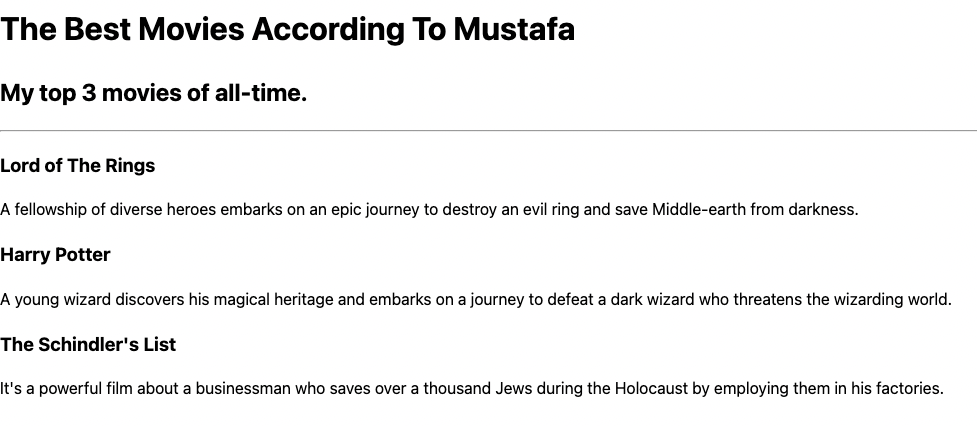 The Best Movies According To Mustafa
My top 3 movies of all-time.
Lord of The Rings
A fellowship of diverse heroes embarks on an epic journey to destroy an evil ring and save Middle-earth from darkness.
Harry Potter
A young wizard discovers his magical heritage and embarks on a journey to defeat a dark wizard who threatens the wizarding world.
The Schindler's List
It's a powerful film about a businessman who saves over a thousand Jews during the Holocaust by employing them in his factories.